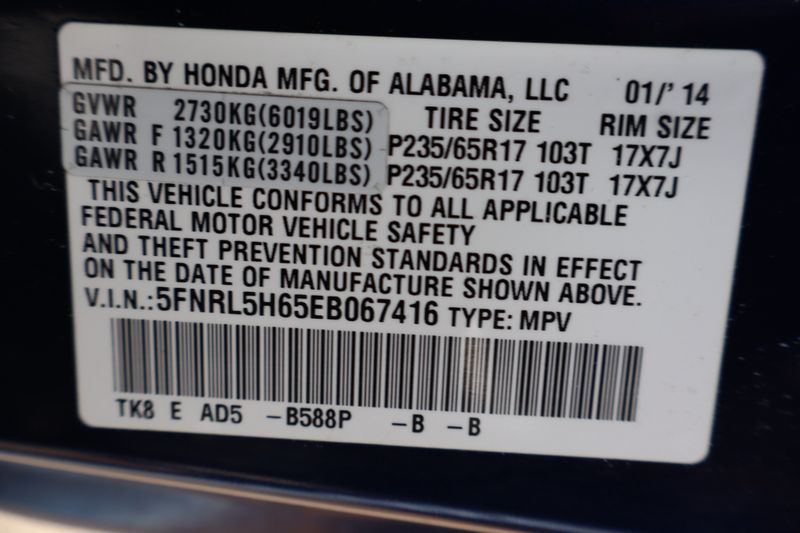 MFD. BY HONDA MFG. OF ALABAMA, LLC 01/'14
GVWR 2730KG(6019LBS) TIRE SIZE RIM SIZE
GAWR F 1320KG(2910LBS) P235/65R17 103T 17X7J
GAWR R 1515KG(3340LBS) P235/65R17 103T 17X7J
THIS VEHICLE CONFORMS TO ALL APPLICABLE
FEDERAL MOTOR VEHICLE SAFETY
AND THEFT PREVENTION STANDARDS IN EFFECT
ON THE DATE OF MANUFACTURE SHOWN ABOVE.
V.I.N.:5FNRL5H65EB067416 TYPE: MPV
TK8 E AD5 -B588P -B -B